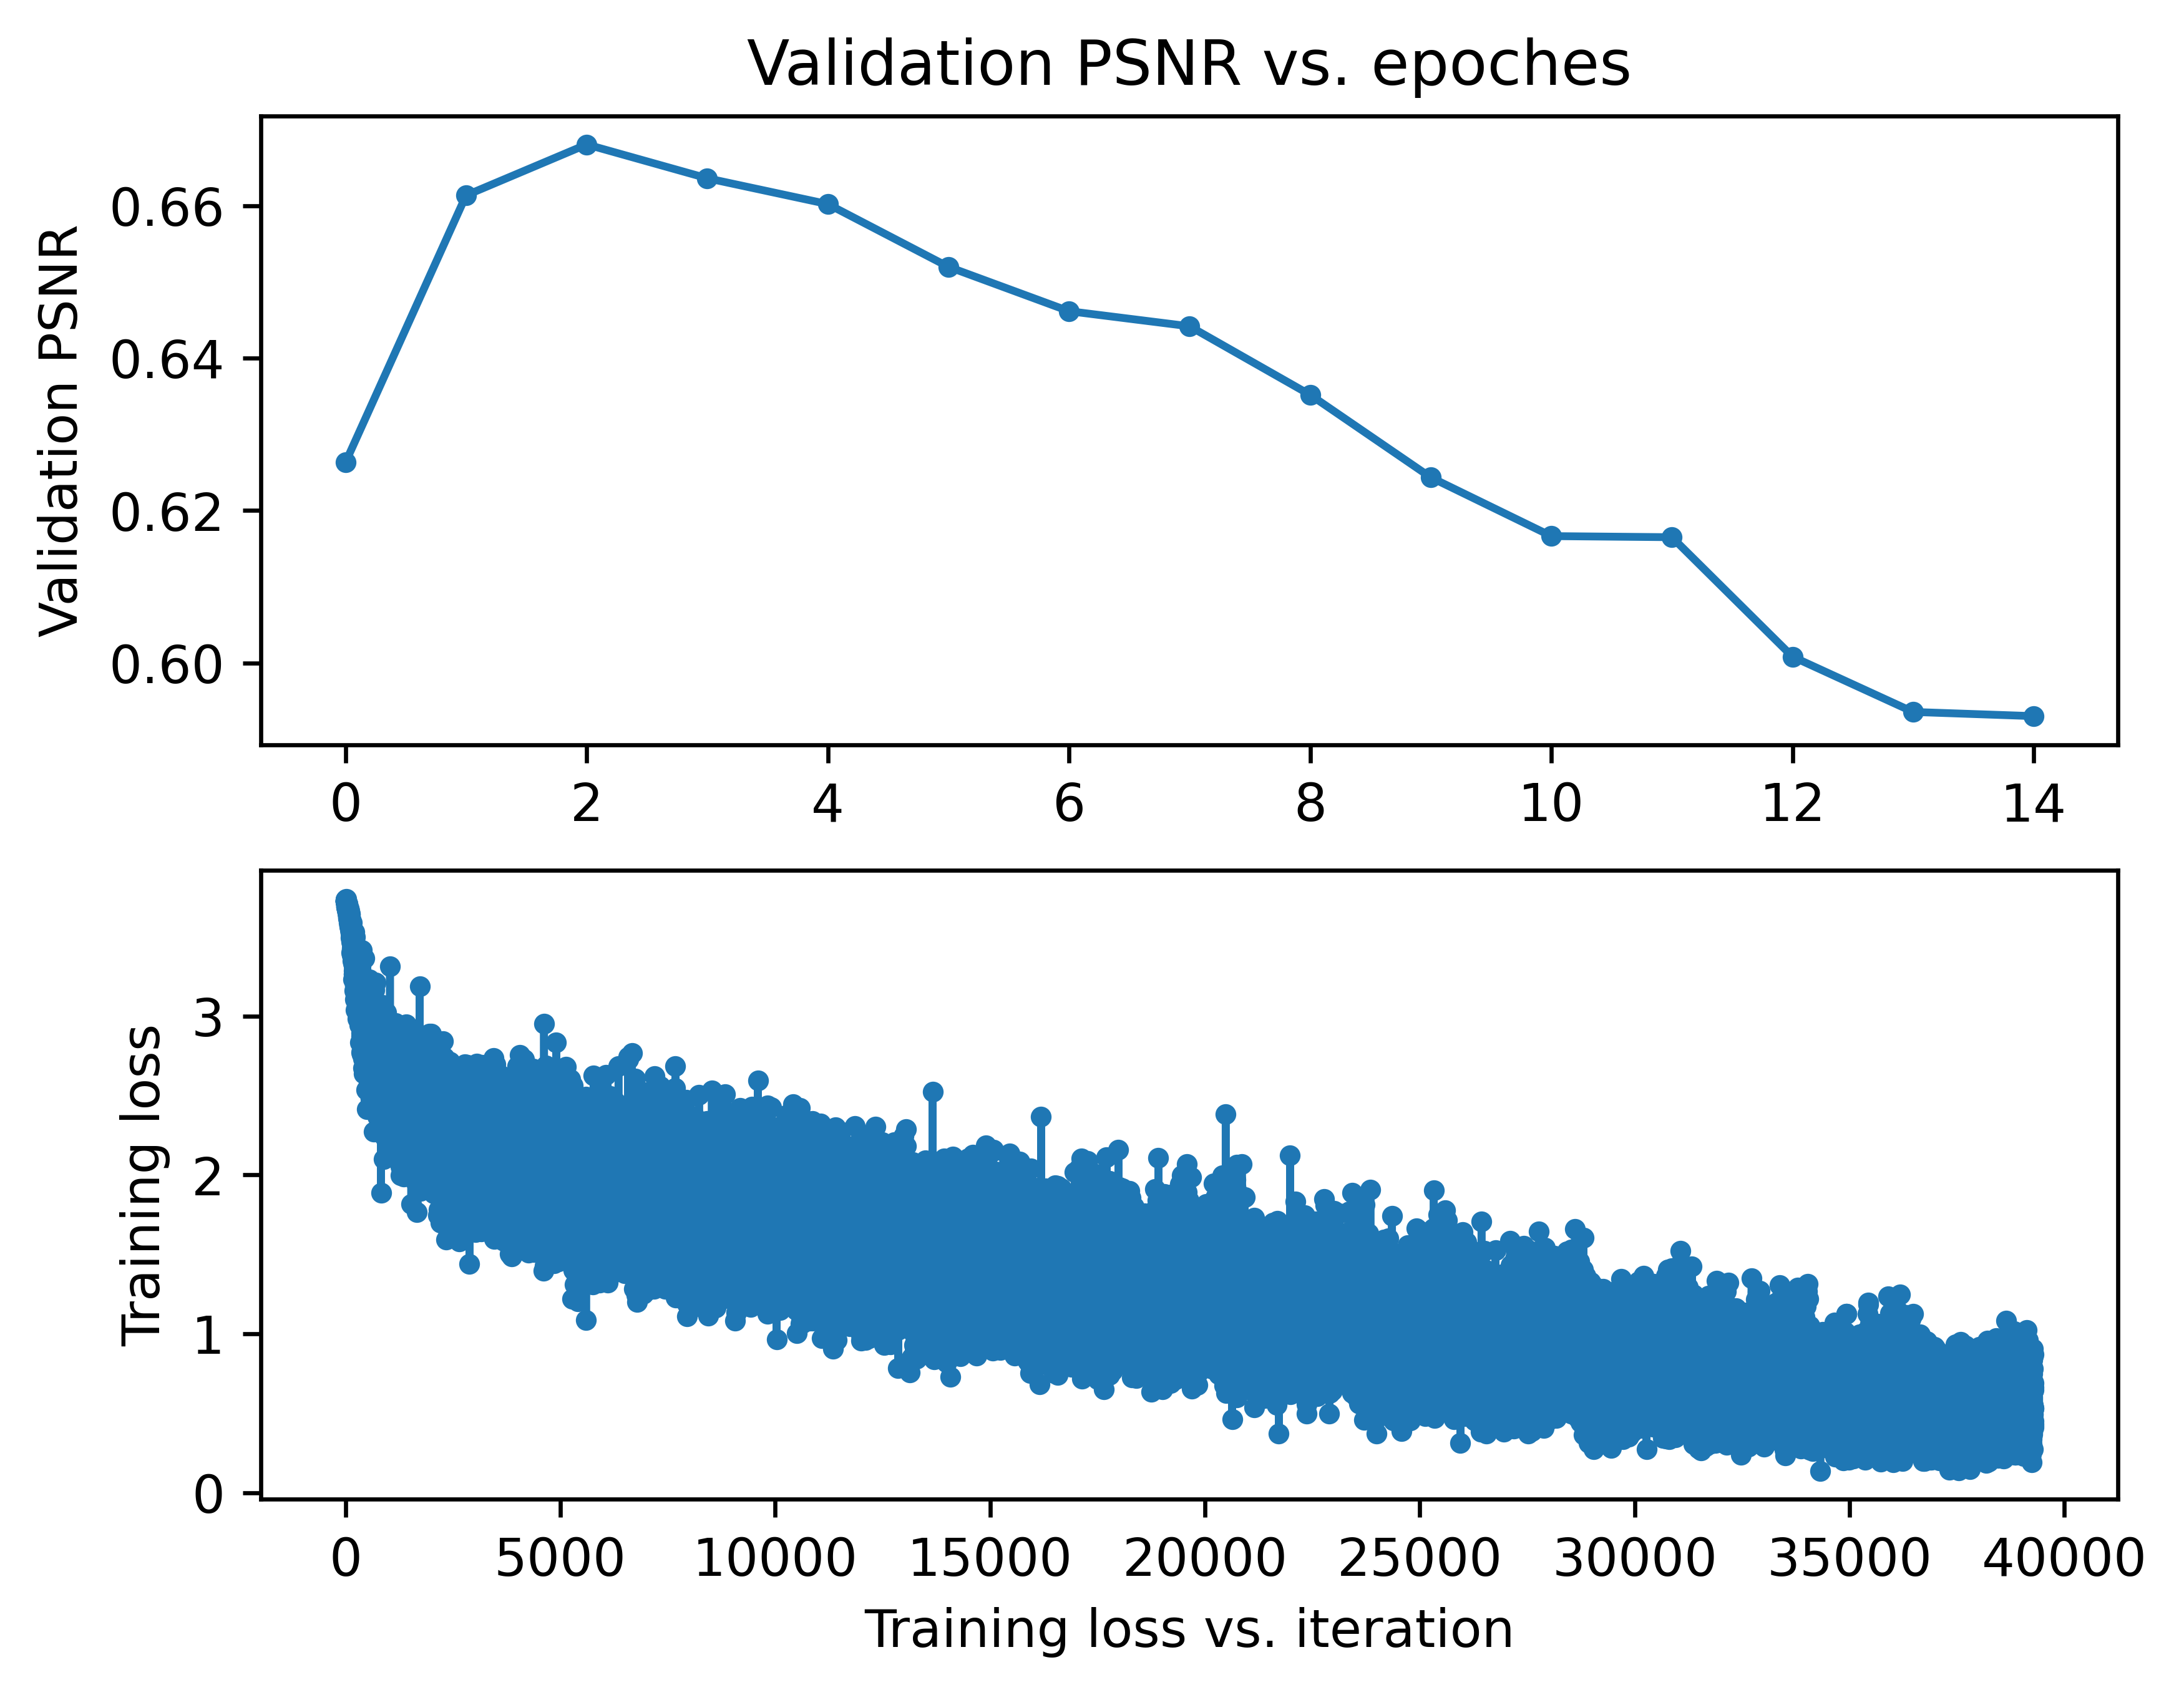 Validation PSNR vs. epoches
Validation PSNR
0.66
0.64
0.62
0.60
0 2 4 6 8 10 12 14
Training loss
3
2
1
0
0 5000 10000 15000 20000 25000 30000 35000 40000
Training loss vs. iteration